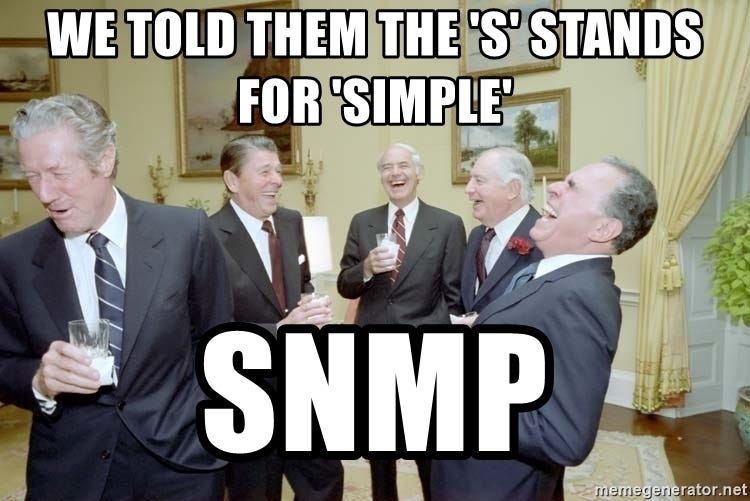 WE TOLD THEM THE 'S' STANDS
FOR 'SIMPLE'
SNMP
memegenerator.net